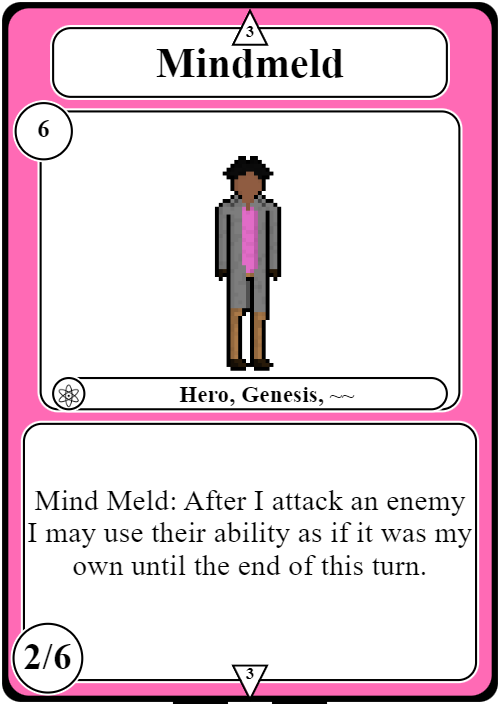 3
Mindmeld
6
Hero, Genesis, ~~
Mind Meld: After I attack an enemy
I may use their ability as if it was my
own until the end of this turn.
2/6
3